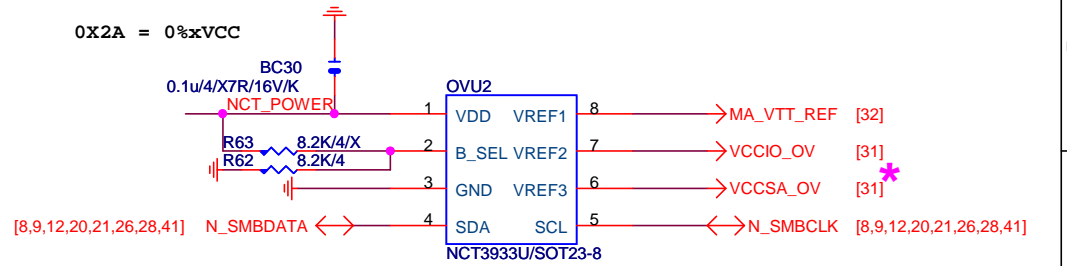 0X2A = 0%xVCC
BC30
0.1u/4/X7R/16V/K
OVU2
NCT_POWER 1 VDD VREF1 8 MA_VTT_REF [32]
R63 8.2K/4/X 2 B_SEL VREF2 7 VCCIO_OV [31]
R62 8.2K/4
3 GND VREF3 6 VCCSA_OV [31] *
[8,9,12,20,21,26,28,41] N_SMBDATA 4 SDA SCL 5 N_SMBCLK [8,9,12,20,21,26,28,41]
NCT3933U/SOT23-8